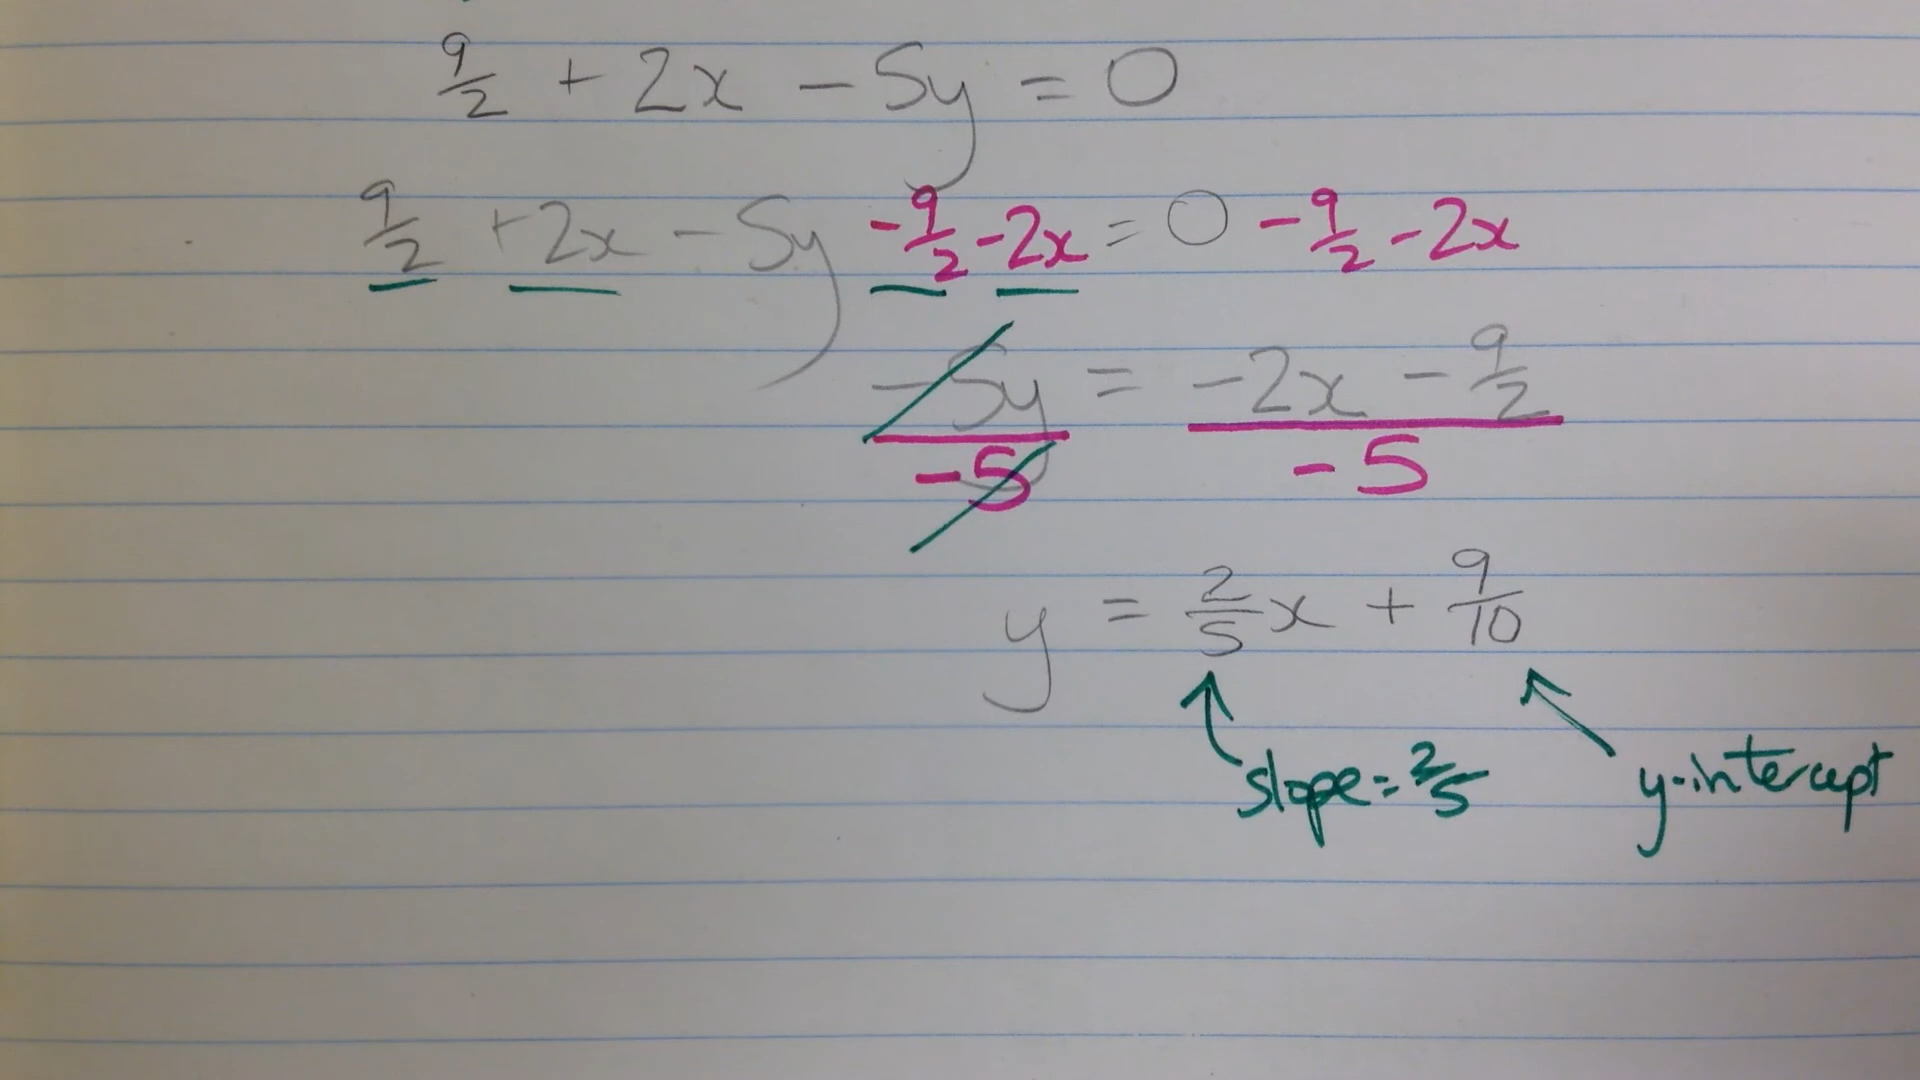 9/2 + 2x - 5y = 0
9/2 + 2x - 5y - 9/2 - 2x = 0 - 9/2 - 2x
-5y = -2x - 9/2
-5 -5
y = 2/5 x + 9/10
slope = 2/5 y-intercept